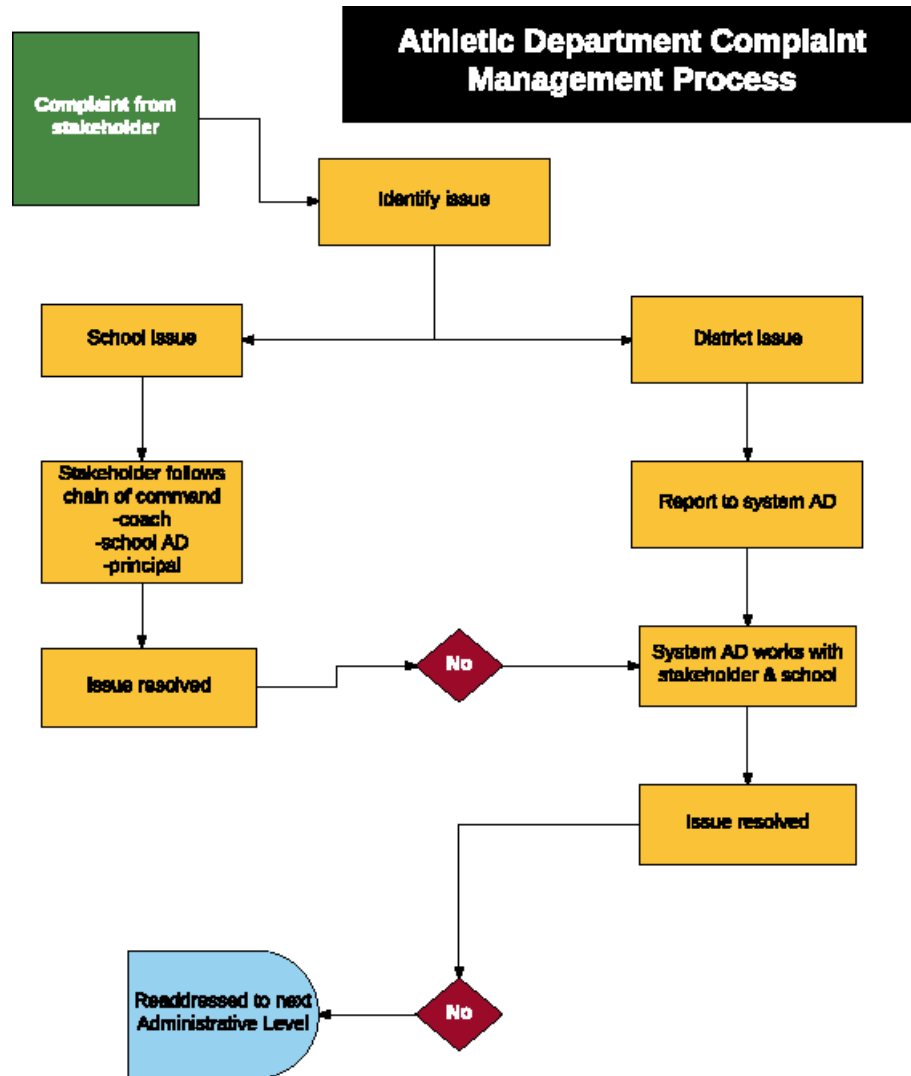 Athletic Department Complaint
Management Process
Complaint from
stakeholder
Identify issue
School issue
District issue
Stakeholder follows
chain of command
-coach
-school AD
-principal
Report to system AD
Issue resolved
No
System AD works with
stakeholder & school
Issue resolved
Readdressed to next
Administrative Level
No